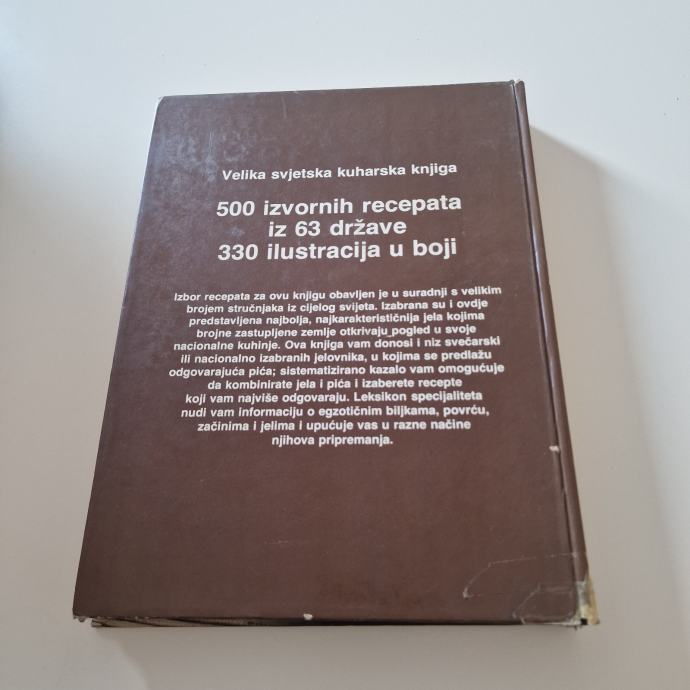 Velika svjetska kuharska knjiga
500 izvornih recepata
iz 63 države
330 ilustracija u boji
Izbor recepata za ovu knjigu obavljen je u suradnji s velikim
brojem stručnjaka iz cijelog svijeta. Izabrana su i ovdje
predstavljena najbolja, najkarakterističnija jela kojima
brojne zastupljene zemlje otkrivaju pogled u svoje
nacionalne kuhinje. Ova knjiga vam donosi i niz svečarski
ili nacionalno izabranih jelovnika, u kojima se predlažu
odgovarajuća pića; sistematizirano kazalo vam omogućuje
da kombinirate jela i pića i izaberete recepte
koji vam najviše odgovaraju. Leksikon specijaliteta
nudi vam informaciju o egzotičnim biljkama, povrću,
začinima i jelima i upućuje vas u razne načine
njihova pripremanja.